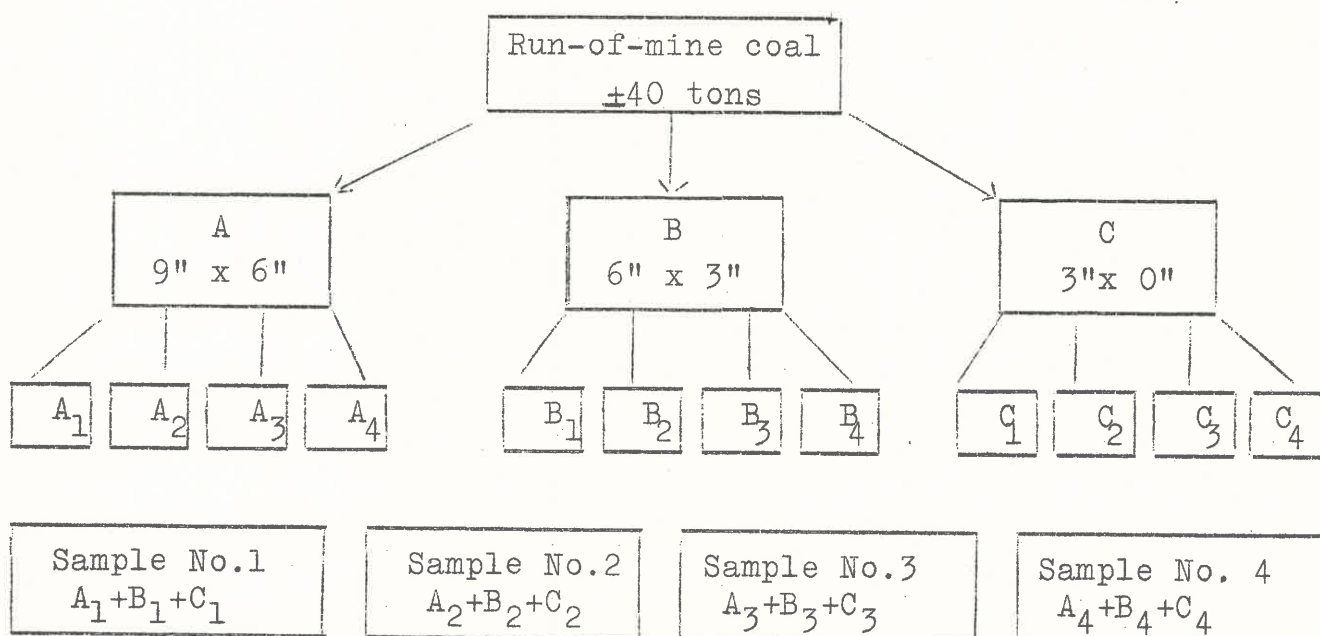 Run-of-mine coal
±40 tons
A
9" x 6"
B
6" x 3"
C
3"x 0"
A₁ A₂ A₃ A₄ B₁ B₂ B₃ B₄ C₁ C₂ C₃ C₄
Sample No.1
A₁+B₁+C₁
Sample No.2
A₂+B₂+C₂
Sample No.3
A₃+B₃+C₃
Sample No. 4
A₄+B₄+C₄